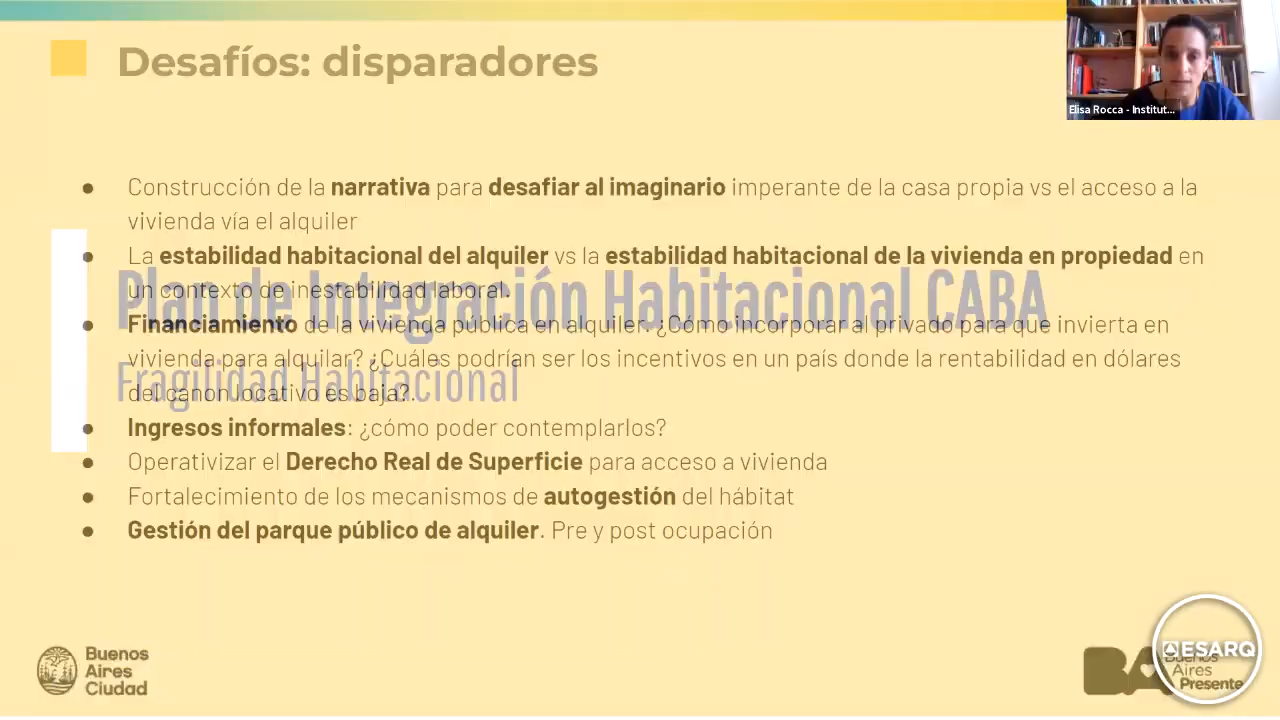 Desafíos: disparadores
Elisa Rocca - Institut...
● Construcción de la narrativa para desafiar al imaginario imperante de la casa propia vs el acceso a la
vivienda vía el alquiler
● La estabilidad habitacional del alquiler vs la estabilidad habitacional de la vivienda en propiedad en
un contexto de inestabilidad laboral.
● Financiamiento de la vivienda pública en alquiler. ¿Cómo incorporar al privado para que invierta en
vivienda para alquilar? ¿Cuáles podrían ser los incentivos en un país donde la rentabilidad en dólares
del canon locativo es baja?.
● Ingresos informales: ¿cómo poder contemplarlos?
● Operativizar el Derecho Real de Superficie para acceso a vivienda
● Fortalecimiento de los mecanismos de autogestión del hábitat
● Gestión del parque público de alquiler. Pre y post ocupación
Plan de Integración Habitacional CABA
Fragilidad Habitacional
Buenos
Aires
Ciudad
BA
Buenos
Aires
Presente
ESARQ